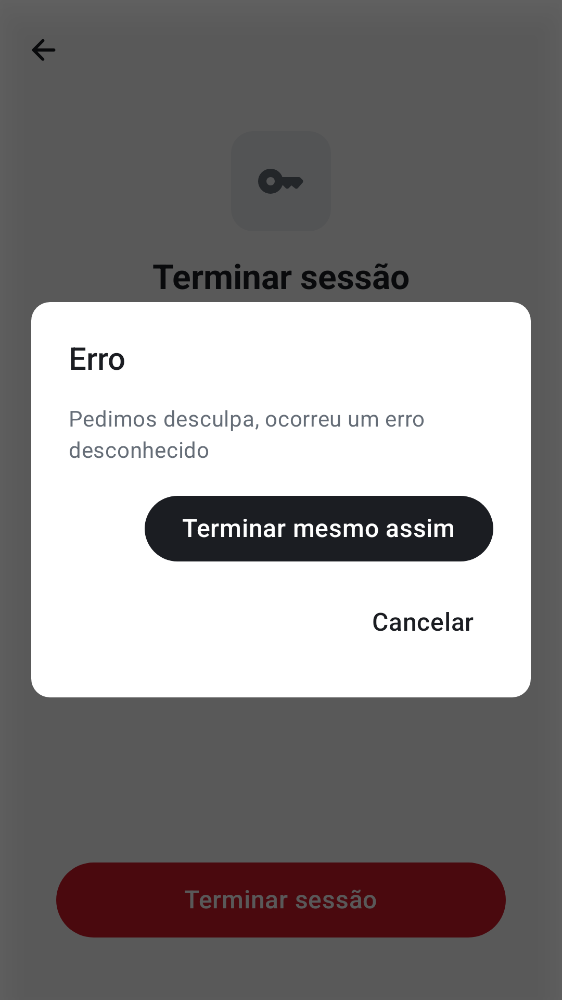 Terminar sessão
Erro
Pedimos desculpa, ocorreu um erro
desconhecido
Terminar mesmo assim
Cancelar
Terminar sessão